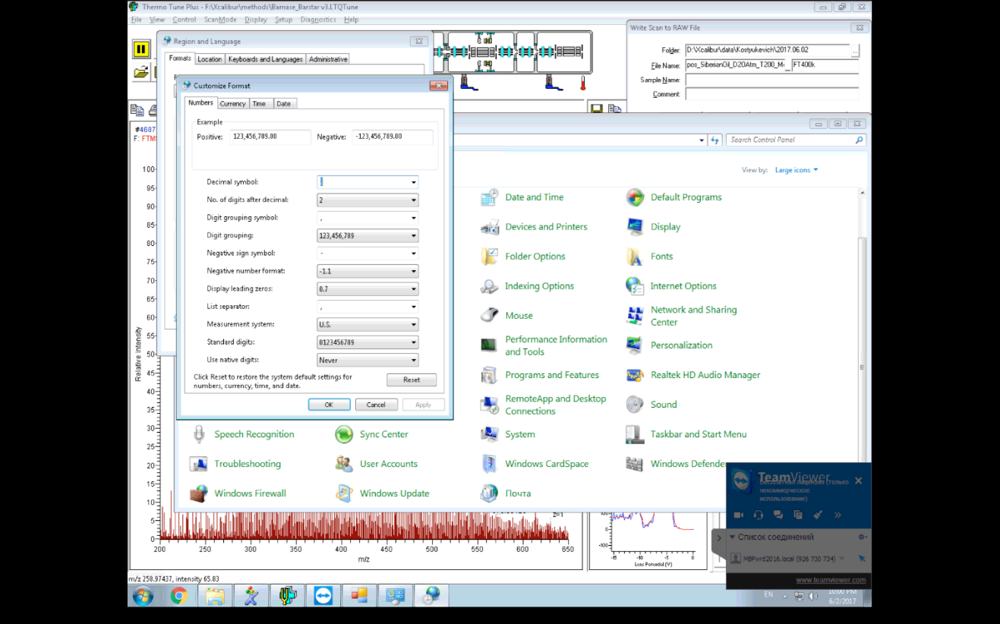 Thermo Tune Plus - F:\Xcalibur\methods\Barnase_Barstar v3.LTQTune
File View Control ScanMode Display Setup Diagnostics Help
Write Scan to RAW File
Folder: D:\Xcalibur\data\Kostyukevich\2017.06.02 ...
File Name: pos_SiberianOil_D2OAtm_T200_M _ FT400k
Sample Name:
Comment:
Region and Language
Formats Location Keyboards and Languages Administrative
Customize Format
Numbers Currency Time Date
Example
Positive: 123,456,789.00 Negative: -123,456,789.00
Decimal symbol: .
No. of digits after decimal: 2
Digit grouping symbol: ,
Digit grouping: 123,456,789
Negative sign symbol: -
Negative number format: -1.1
Display leading zeros: 0.7
List separator: ,
Measurement system: U.S.
Standard digits: 0123456789
Use native digits: Never
Click Reset to restore the system default settings for
numbers, currency, time, and date.
Reset
OK Cancel Apply
#4687
F: FTMS
Search Control Panel
View by: Large icons
Date and Time
Default Programs
Devices and Printers
Display
Folder Options
Fonts
Indexing Options
Internet Options
Mouse
Network and Sharing
Center
Performance Information
and Tools
Personalization
Programs and Features
Realtek HD Audio Manager
RemoteApp and Desktop
Connections
Sound
Speech Recognition
Sync Center
System
Taskbar and Start Menu
Troubleshooting
User Accounts
Windows CardSpace
Windows Defender
Windows Firewall
Windows Update
Почта
100
95
90
85
80
75
70
65
60
55
50
45
40
35
30
25
20
15
10
5
0
Relative Intensity
200 250 300 350 400 450 500 550 600 650
m/z
z=1
0
-100
-15 -10 -5 0
Lens Potential (V)
TeamViewer
Бесплатная лицензия (только
некоммерческое
использование)
Список соединений
MBPwrd2016.local (926 730 734)
www.teamviewer.com
m/z 258.97437, intensity 65.83
EN
10:00 PM
6/2/2017